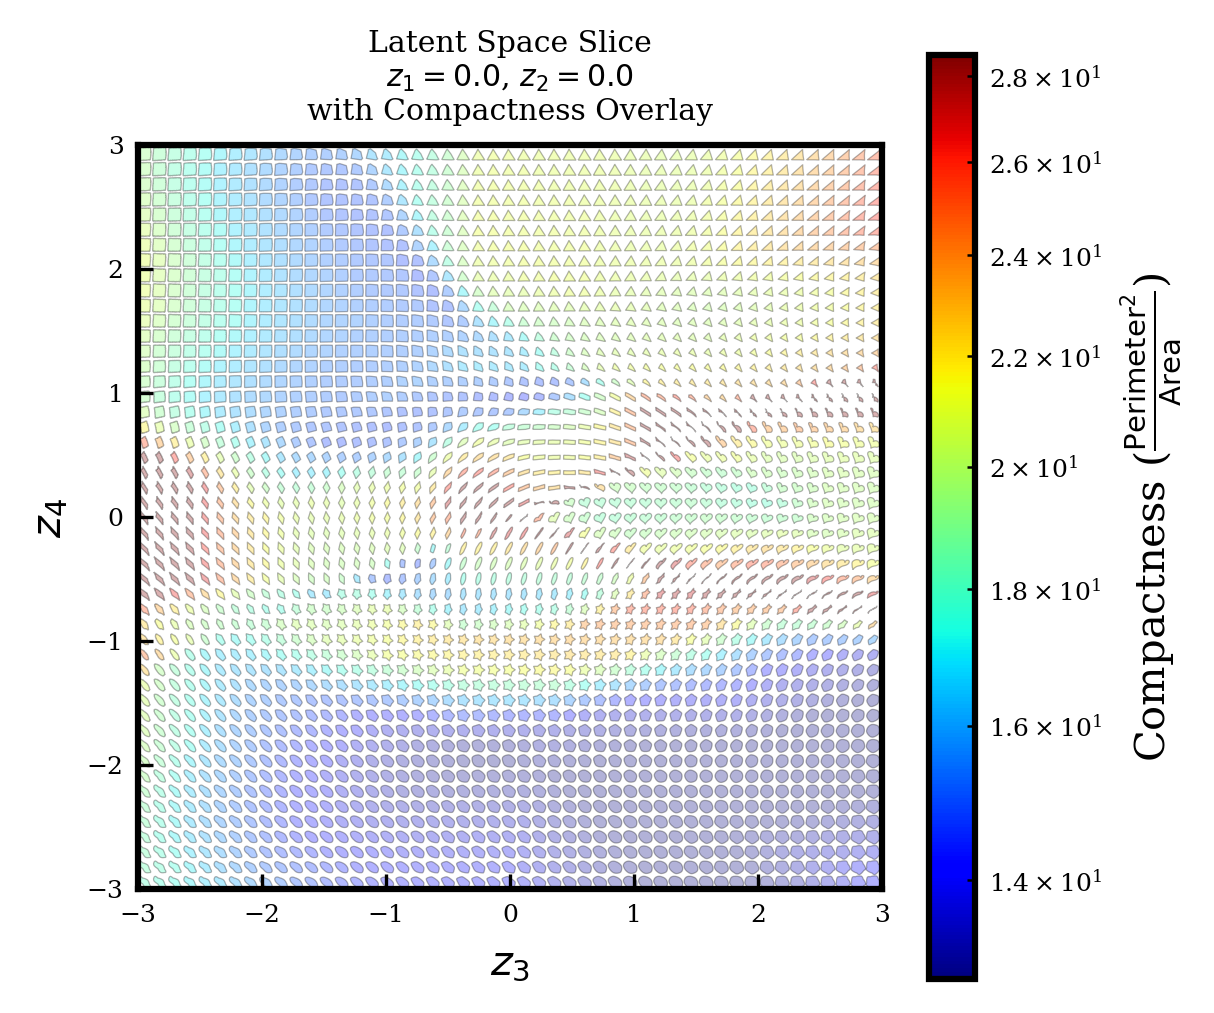 Latent Space Slice
z₁ = 0.0, z₂ = 0.0
with Compactness Overlay
3
2
1
0
−1
−2
−3
z₄
−3 −2 −1 0 1 2 3
z₃
2.8 × 10¹
2.6 × 10¹
2.4 × 10¹
2.2 × 10¹
2 × 10¹
1.8 × 10¹
1.6 × 10¹
1.4 × 10¹
Compactness (Perimeter²/Area)